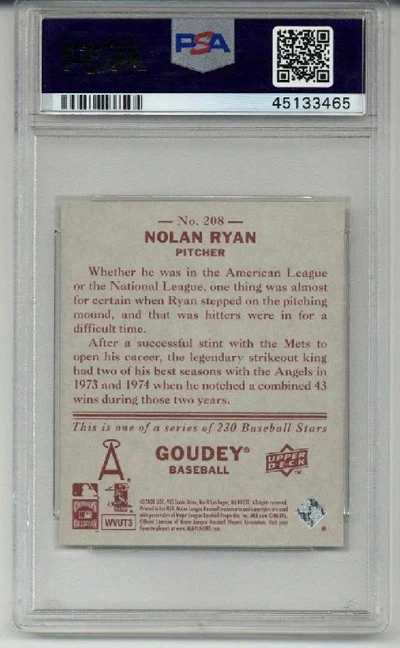 PSA
PSA
45133465
— No. 208 —
NOLAN RYAN
PITCHER
Whether he was in the American League
or the National League, one thing was almost
for certain when Ryan stepped on the pitching
mound, and that was hitters were in for a
difficult time.
After a successful stint with the Mets to
open his career, the legendary strikeout king
had two of his best seasons with the Angels in
1973 and 1974 when he notched a combined 43
wins during those two years.
This is one of a series of 230 Baseball Stars
A
GOUDEY®
BASEBALL
UPPER
DECK
TM
WVUT3